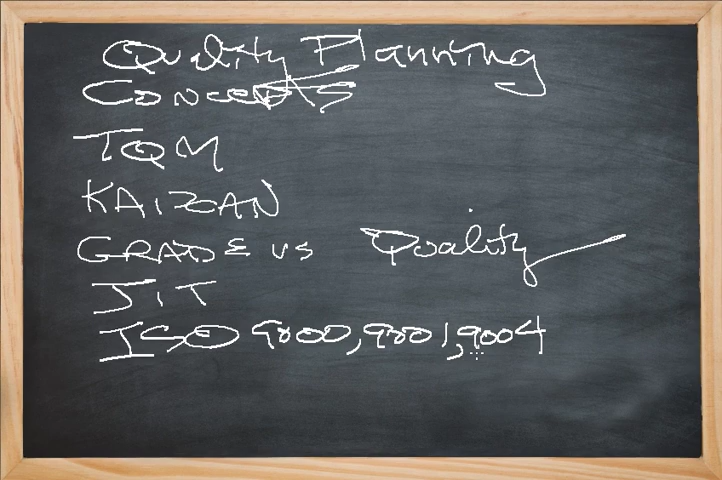 Quality Planning
Concepts
TQM
KAIZAN
GRADE vs Quality
JIT
ISO 9000, 9001, 9004